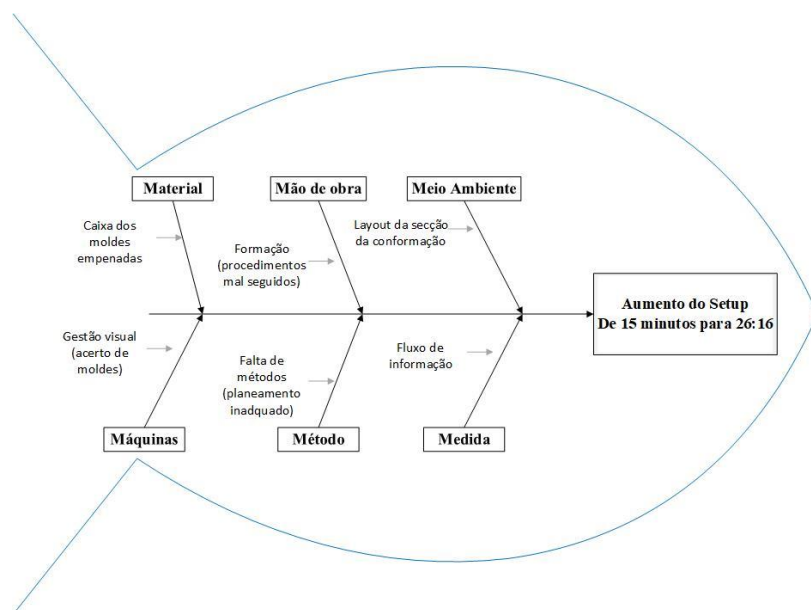 Material
Mão de obra
Meio Ambiente
Caixa dos
moldes
empenadas
Formação
(procedimentos
mal seguidos)
Layout da secção
da conformação
Aumento do Setup
De 15 minutos para 26:16
Gestão visual
(acerto de
moldes)
Falta de
métodos
(planeamento
inadquado)
Fluxo de
informação
Máquinas
Método
Medida